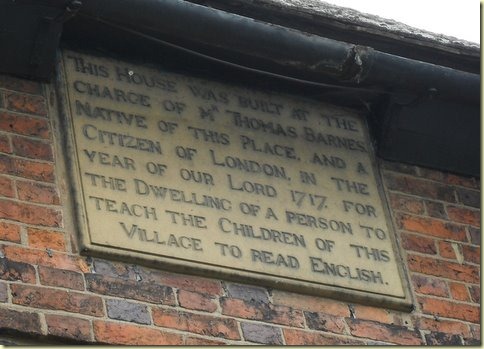 THIS HOUSE WAS BUILT AT THE
CHARGE OF Mr THOMAS BARNES
NATIVE OF THIS PLACE, AND A
CITIZEN OF LONDON, IN THE
YEAR OF OUR LORD 1717. FOR
THE DWELLING OF A PERSON TO
TEACH THE CHILDREN OF THIS
VILLAGE TO READ ENGLISH.